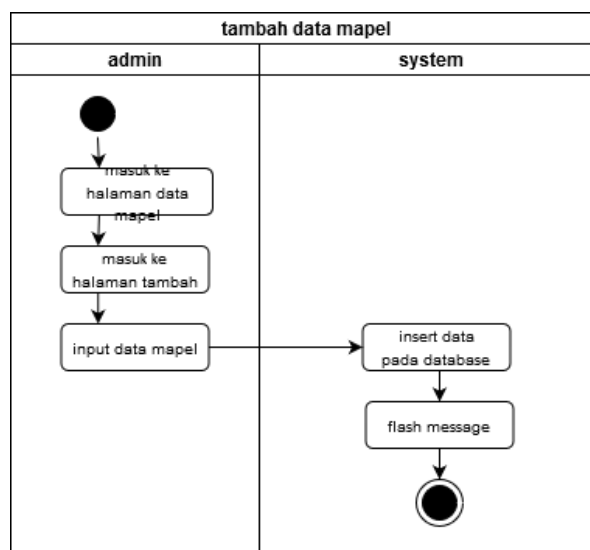 tambah data mapel
admin
system
masuk ke
halaman data
mapel
masuk ke
halaman tambah
input data mapel
insert data
pada database
flash message